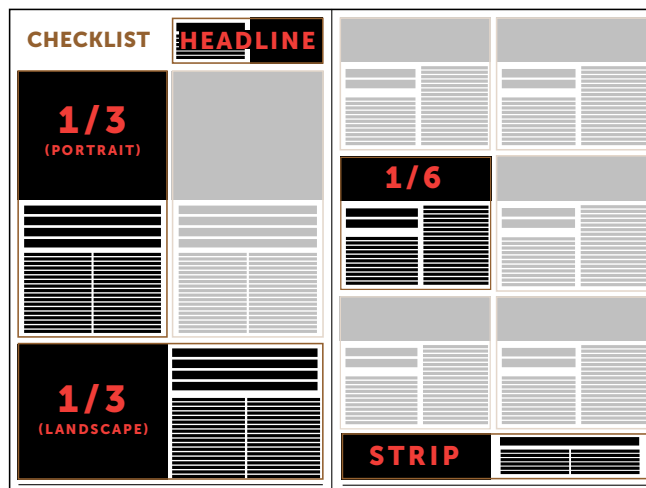 CHECKLIST
HEADLINE
1/3
(PORTRAIT)
1/6
1/3
(LANDSCAPE)
STRIP